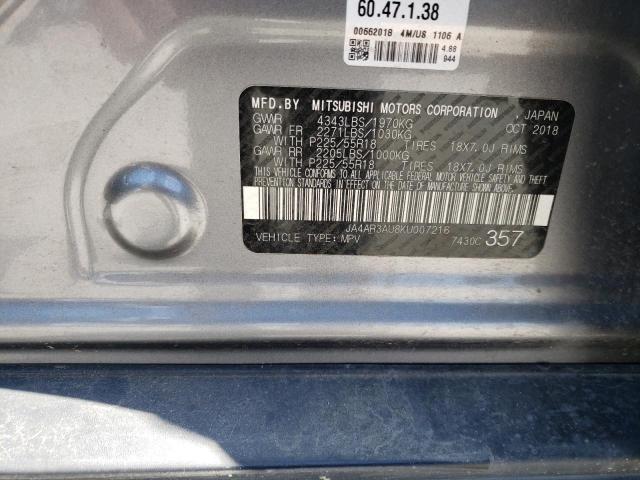 60.47.1.38
00562018 4M/US 1106 A
4.88
944
MFD.BY MITSUBISHI MOTORS CORPORATION , JAPAN
GVWR 4343LBS/1970KG OCT 2018
GAWR FR 2271LBS/1030KG
WITH P225/55R18 TIRES 18X7.0J RIMS
GAWR RR 2205LBS/1000KG
WITH P225/55R18 TIRES 18X7.0J RIMS
THIS VEHICLE CONFORMS TO ALL APPLICABLE FEDERAL MOTOR VEHICLE SAFETY AND THEFT
PREVENTION STANDARDS IN EFFECT ON THE DATE OF MANUFACTURE SHOWN ABOVE.
JA4AR3AU8KU007216
VEHICLE TYPE: MPV 7430C 357